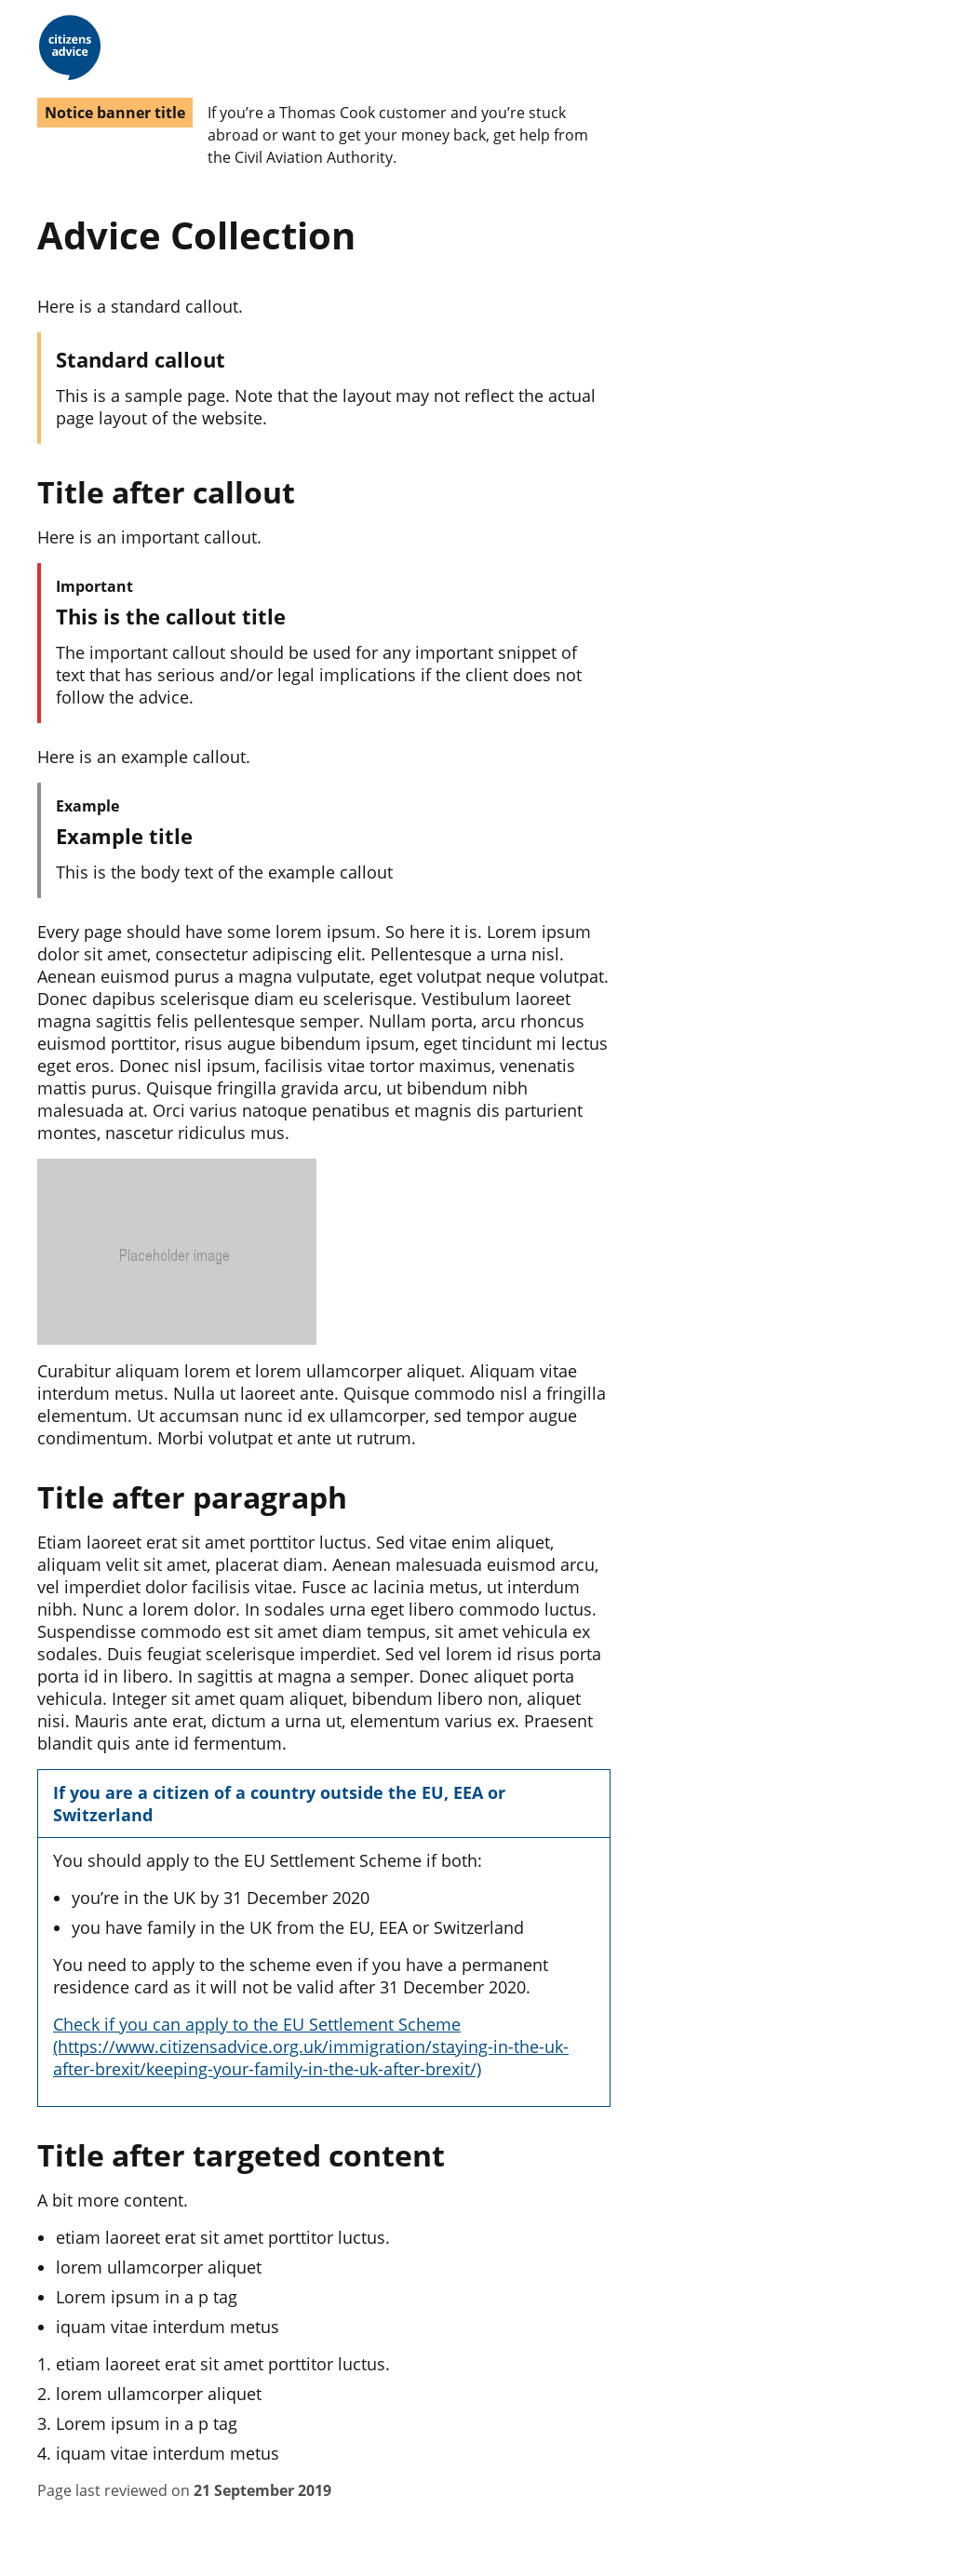 citizens
advice
Notice banner title
If you’re a Thomas Cook customer and you’re stuck
abroad or want to get your money back, get help from
the Civil Aviation Authority.
Advice Collection
Here is a standard callout.
Standard callout
This is a sample page. Note that the layout may not reflect the actual
page layout of the website.
Title after callout
Here is an important callout.
Important
This is the callout title
The important callout should be used for any important snippet of
text that has serious and/or legal implications if the client does not
follow the advice.
Here is an example callout.
Example
Example title
This is the body text of the example callout
Every page should have some lorem ipsum. So here it is. Lorem ipsum
dolor sit amet, consectetur adipiscing elit. Pellentesque a urna nisl.
Aenean euismod purus a magna vulputate, eget volutpat neque volutpat.
Donec dapibus scelerisque diam eu scelerisque. Vestibulum laoreet
magna sagittis felis pellentesque semper. Nullam porta, arcu rhoncus
euismod porttitor, risus augue bibendum ipsum, eget tincidunt mi lectus
eget eros. Donec nisl ipsum, facilisis vitae tortor maximus, venenatis
mattis purus. Quisque fringilla gravida arcu, ut bibendum nibh
malesuada at. Orci varius natoque penatibus et magnis dis parturient
montes, nascetur ridiculus mus.
Placeholder image
Curabitur aliquam lorem et lorem ullamcorper aliquet. Aliquam vitae
interdum metus. Nulla ut laoreet ante. Quisque commodo nisl a fringilla
elementum. Ut accumsan nunc id ex ullamcorper, sed tempor augue
condimentum. Morbi volutpat et ante ut rutrum.
Title after paragraph
Etiam laoreet erat sit amet porttitor luctus. Sed vitae enim aliquet,
aliquam velit sit amet, placerat diam. Aenean malesuada euismod arcu,
vel imperdiet dolor facilisis vitae. Fusce ac lacinia metus, ut interdum
nibh. Nunc a lorem dolor. In sodales urna eget libero commodo luctus.
Suspendisse commodo est sit amet diam tempus, sit amet vehicula ex
sodales. Duis feugiat scelerisque imperdiet. Sed vel lorem id risus porta
porta id in libero. In sagittis at magna a semper. Donec aliquet porta
vehicula. Integer sit amet quam aliquet, bibendum libero non, aliquet
nisi. Mauris ante erat, dictum a urna ut, elementum varius ex. Praesent
blandit quis ante id fermentum.
If you are a citizen of a country outside the EU, EEA or
Switzerland
You should apply to the EU Settlement Scheme if both:
• you’re in the UK by 31 December 2020
• you have family in the UK from the EU, EEA or Switzerland
You need to apply to the scheme even if you have a permanent
residence card as it will not be valid after 31 December 2020.
Check if you can apply to the EU Settlement Scheme
(https://www.citizensadvice.org.uk/immigration/staying-in-the-uk-
after-brexit/keeping-your-family-in-the-uk-after-brexit/)
Title after targeted content
A bit more content.
• etiam laoreet erat sit amet porttitor luctus.
• lorem ullamcorper aliquet
• Lorem ipsum in a p tag
• iquam vitae interdum metus
1. etiam laoreet erat sit amet porttitor luctus.
2. lorem ullamcorper aliquet
3. Lorem ipsum in a p tag
4. iquam vitae interdum metus
Page last reviewed on 21 September 2019